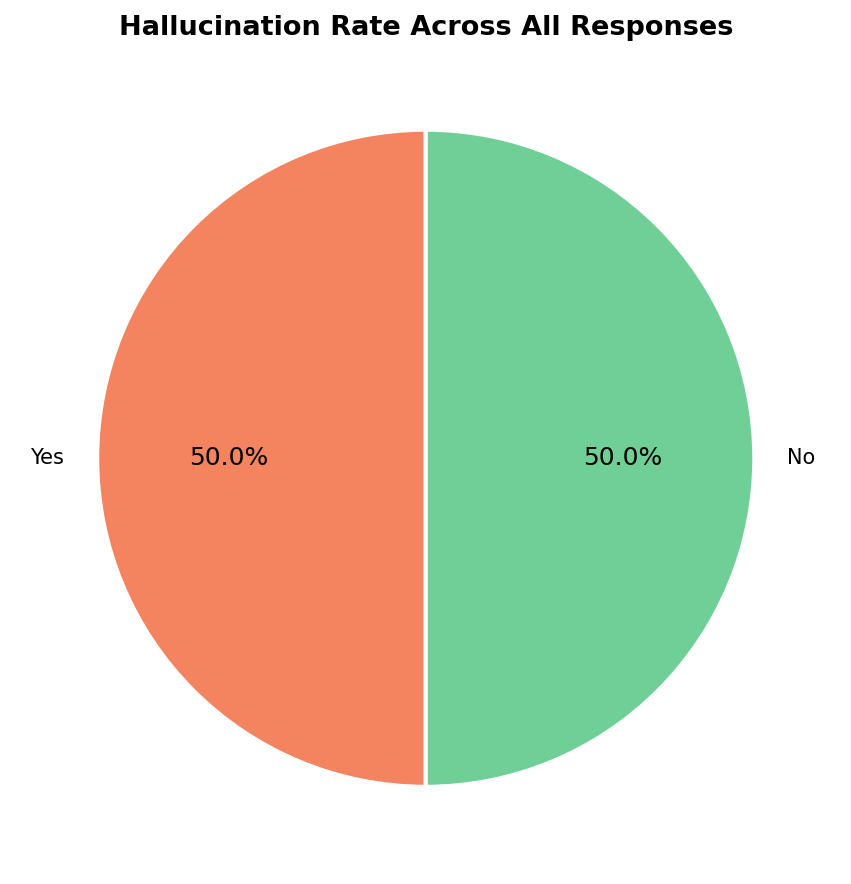 Hallucination Rate Across All Responses
Yes
50.0%
50.0%
No